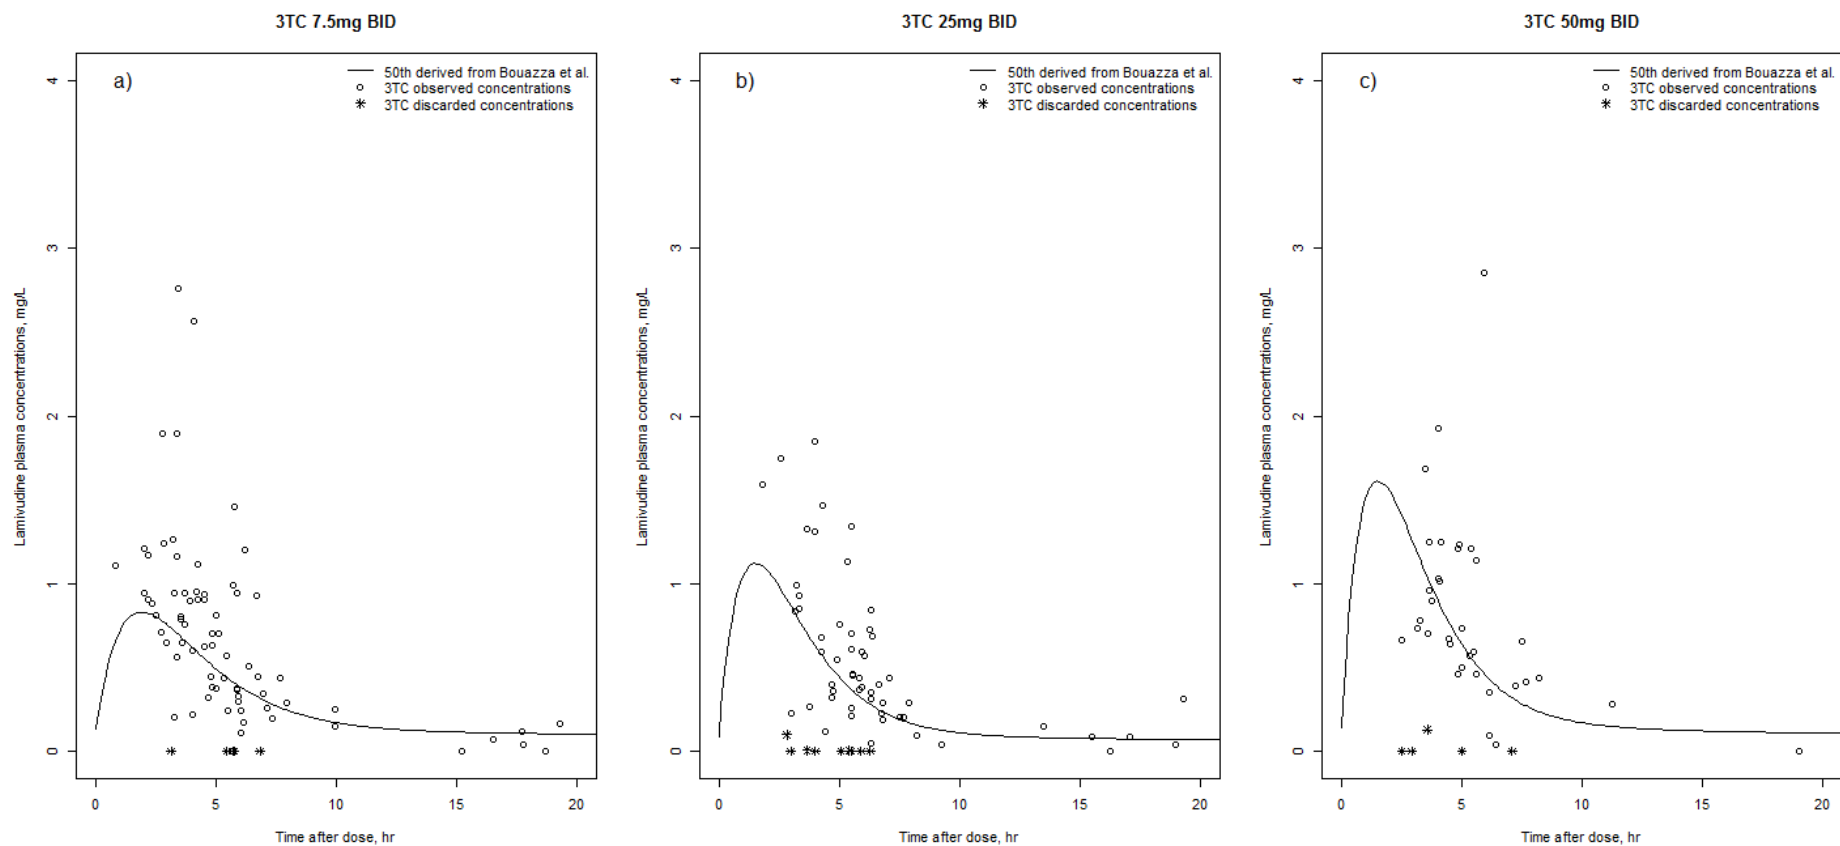 3TC 7.5mg BID
a)
50th derived from Bouazza et al.
3TC observed concentrations
3TC discarded concentrations
Lamivudine plasma concentrations, mg/L
4
3
2
1
0
0 5 10 15 20
Time after dose, hr
3TC 25mg BID
b)
50th derived from Bouazza et al.
3TC observed concentrations
3TC discarded concentrations
Lamivudine plasma concentrations, mg/L
4
3
2
1
0
0 5 10 15 20
Time after dose, hr
3TC 50mg BID
c)
50th derived from Bouazza et al.
3TC observed concentrations
3TC discarded concentrations
Lamivudine plasma concentrations, mg/L
4
3
2
1
0
0 5 10 15 20
Time after dose, hr